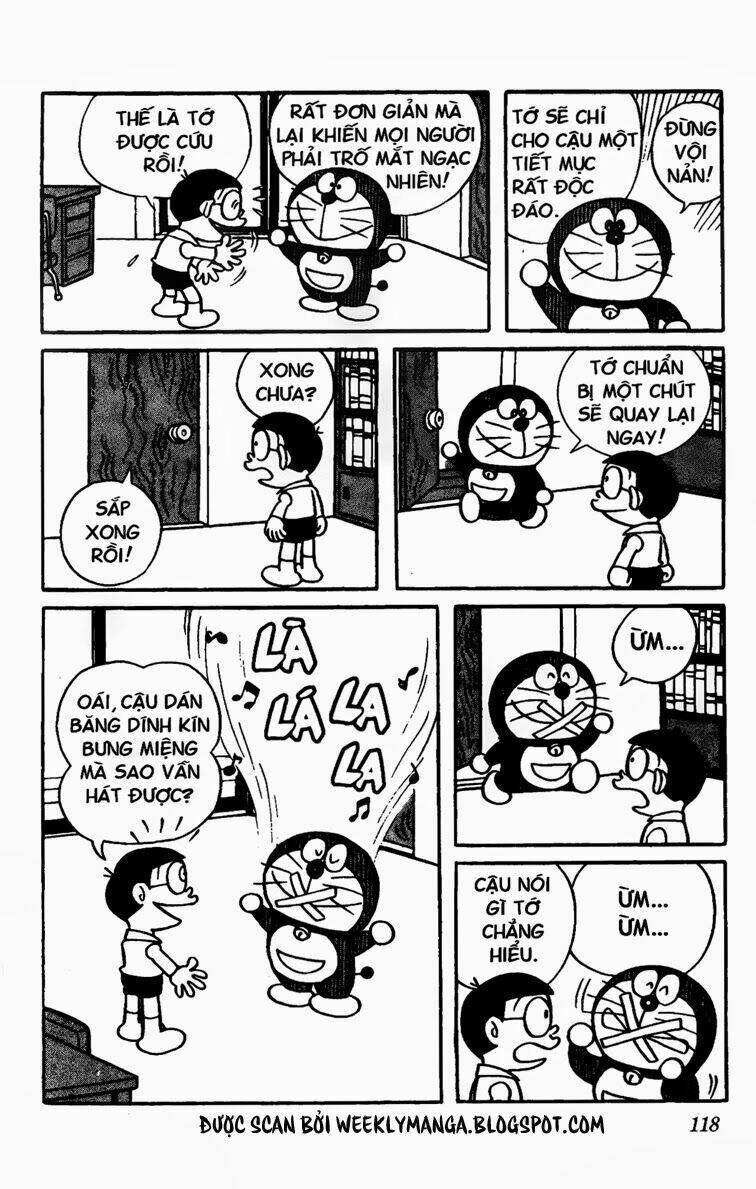 ĐỪNG
VỘI
NẢN!
TỚ SẼ CHỈ
CHO CẬU MỘT
TIẾT MỤC
RẤT ĐỘC
ĐÁO.
RẤT ĐƠN GIẢN MÀ
LẠI KHIẾN MỌI NGƯỜI
PHẢI TRỐ MẮT NGẠC
NHIÊN!
THẾ LÀ TỚ
ĐƯỢC CỨU
RỒI!
TỚ CHUẨN
BỊ MỘT CHÚT
SẼ QUAY LẠI
NGAY!
XONG
CHƯA?
SẮP
XONG
RỒI!
ỪM...
ỪM...
ỪM...
CẬU NÓI
GÌ TỚ
CHẲNG
HIỂU.
LÃ
LÁ
LA
LA
OÁI, CẬU DÁN
BĂNG DÍNH KÍN
BƯNG MIỆNG
MÀ SAO VẪN
HÁT ĐƯỢC?
ĐƯỢC SCAN BỞI WEEKLYMANGA.BLOGSPOT.COM
118